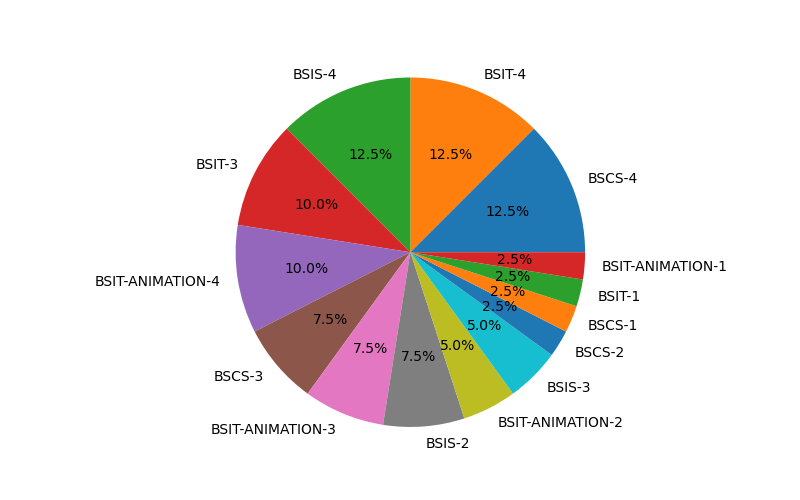 BSIS-4
BSIT-4
12.5%
12.5%
BSIT-3
BSCS-4
10.0%
12.5%
2.5%
BSIT-ANIMATION-1
10.0%
2.5%
BSIT-ANIMATION-4
2.5%
BSIT-1
2.5%
7.5%
5.0%
BSCS-1
5.0%
7.5%
BSCS-2
7.5%
BSCS-3
BSIS-3
BSIT-ANIMATION-2
BSIT-ANIMATION-3
BSIS-2